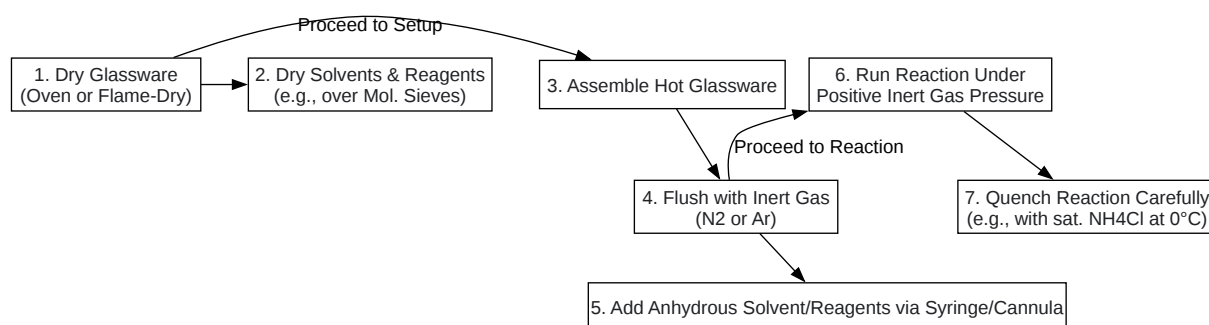 Proceed to Setup
1. Dry Glassware
(Oven or Flame-Dry)
2. Dry Solvents & Reagents
(e.g., over Mol. Sieves)
3. Assemble Hot Glassware
6. Run Reaction Under
Positive Inert Gas Pressure
Proceed to Reaction
4. Flush with Inert Gas
(N2 or Ar)
7. Quench Reaction Carefully
(e.g., with sat. NH4Cl at 0°C)
5. Add Anhydrous Solvent/Reagents via Syringe/Cannula